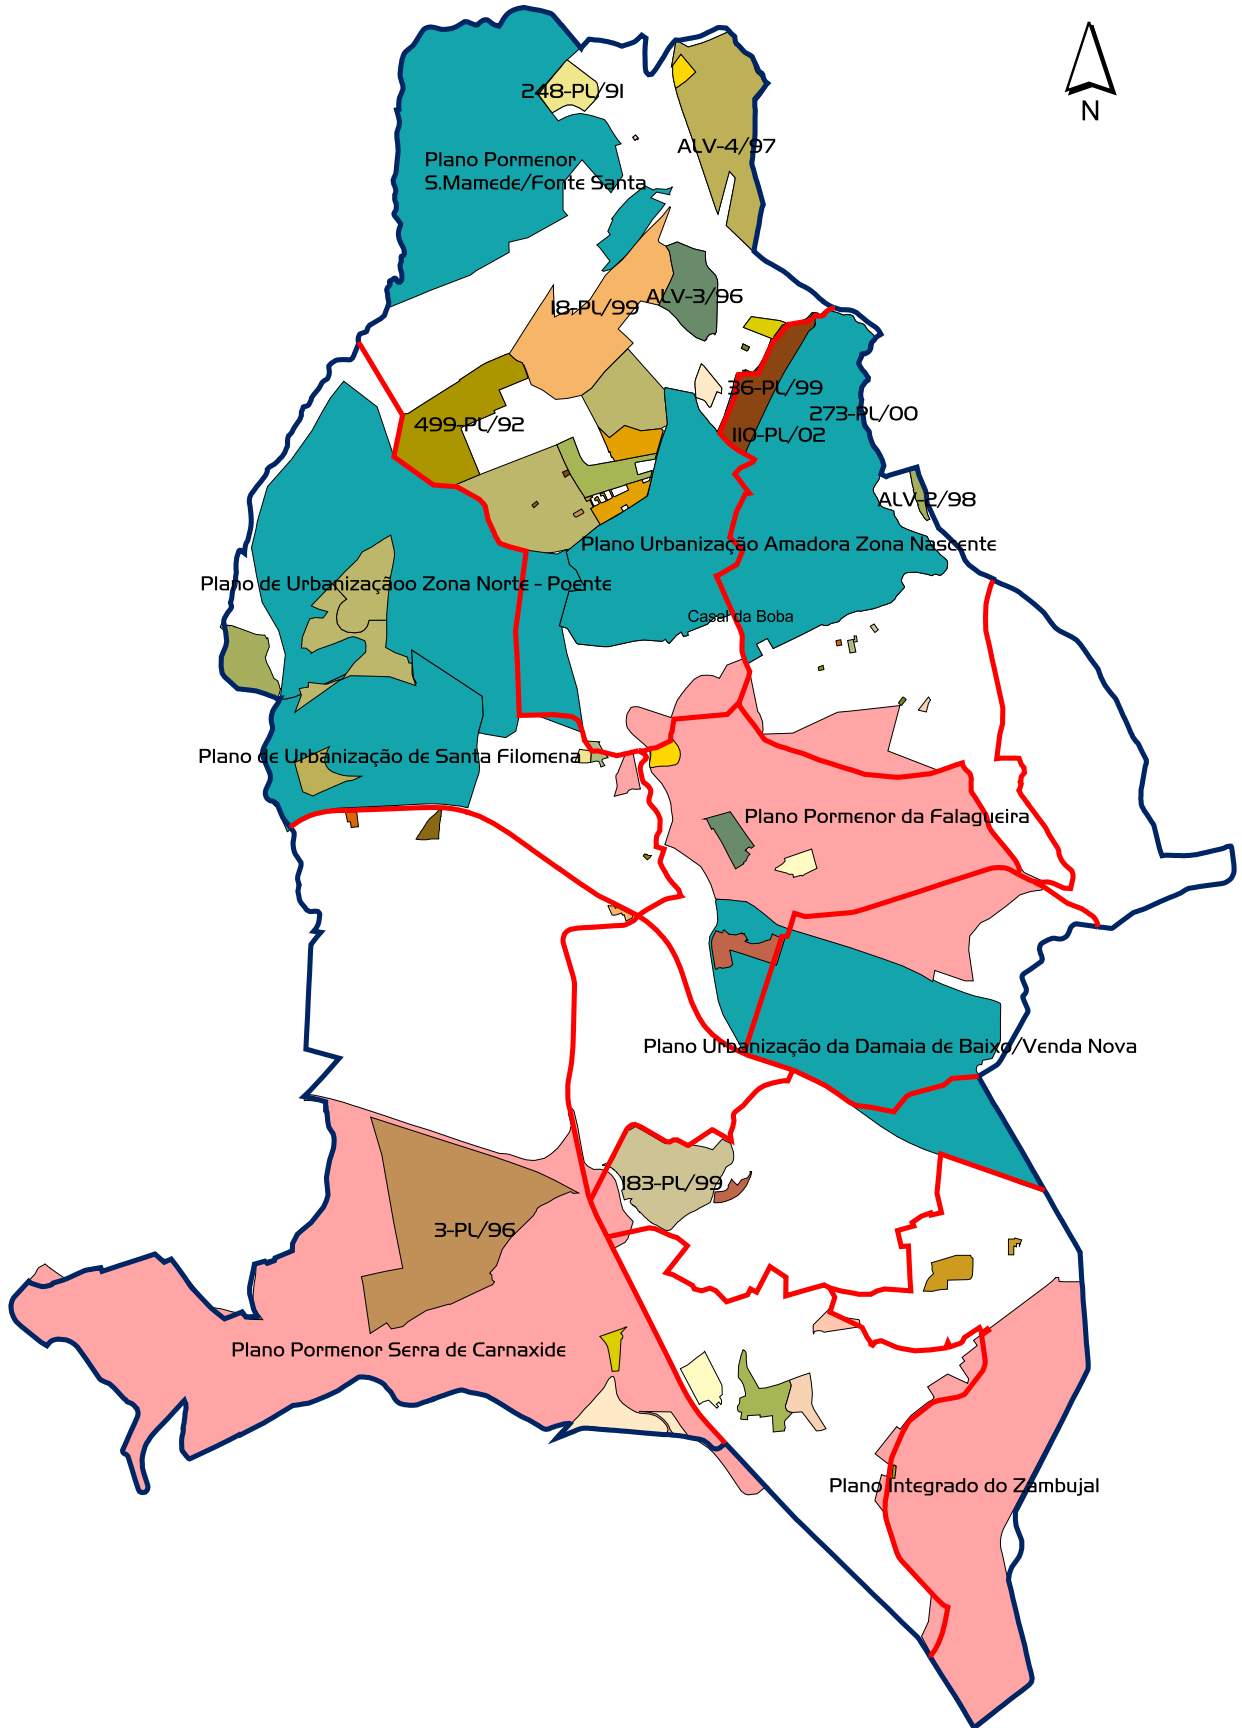 248-PL/91
N
ALV-4/97
Plano Pormenor
S.Mamede/Fonte Santa
ALV-3/96
18-PL/99
36-PL/99
273-PL/00
499-PL/92
110-PL/02
ALV-2/98
Plano Urbanização Amadora Zona Nascente
Plano de Urbanizaçãoo Zona Norte - Poente
Casal da Boba
Plano de Urbanização de Santa Filomena
Plano Pormenor da Falagueira
Plano Urbanização da Damaia de Baixo/Venda Nova
183-PL/99
3-PL/96
Plano Pormenor Serra de Carnaxide
Plano Integrado do Zambujal